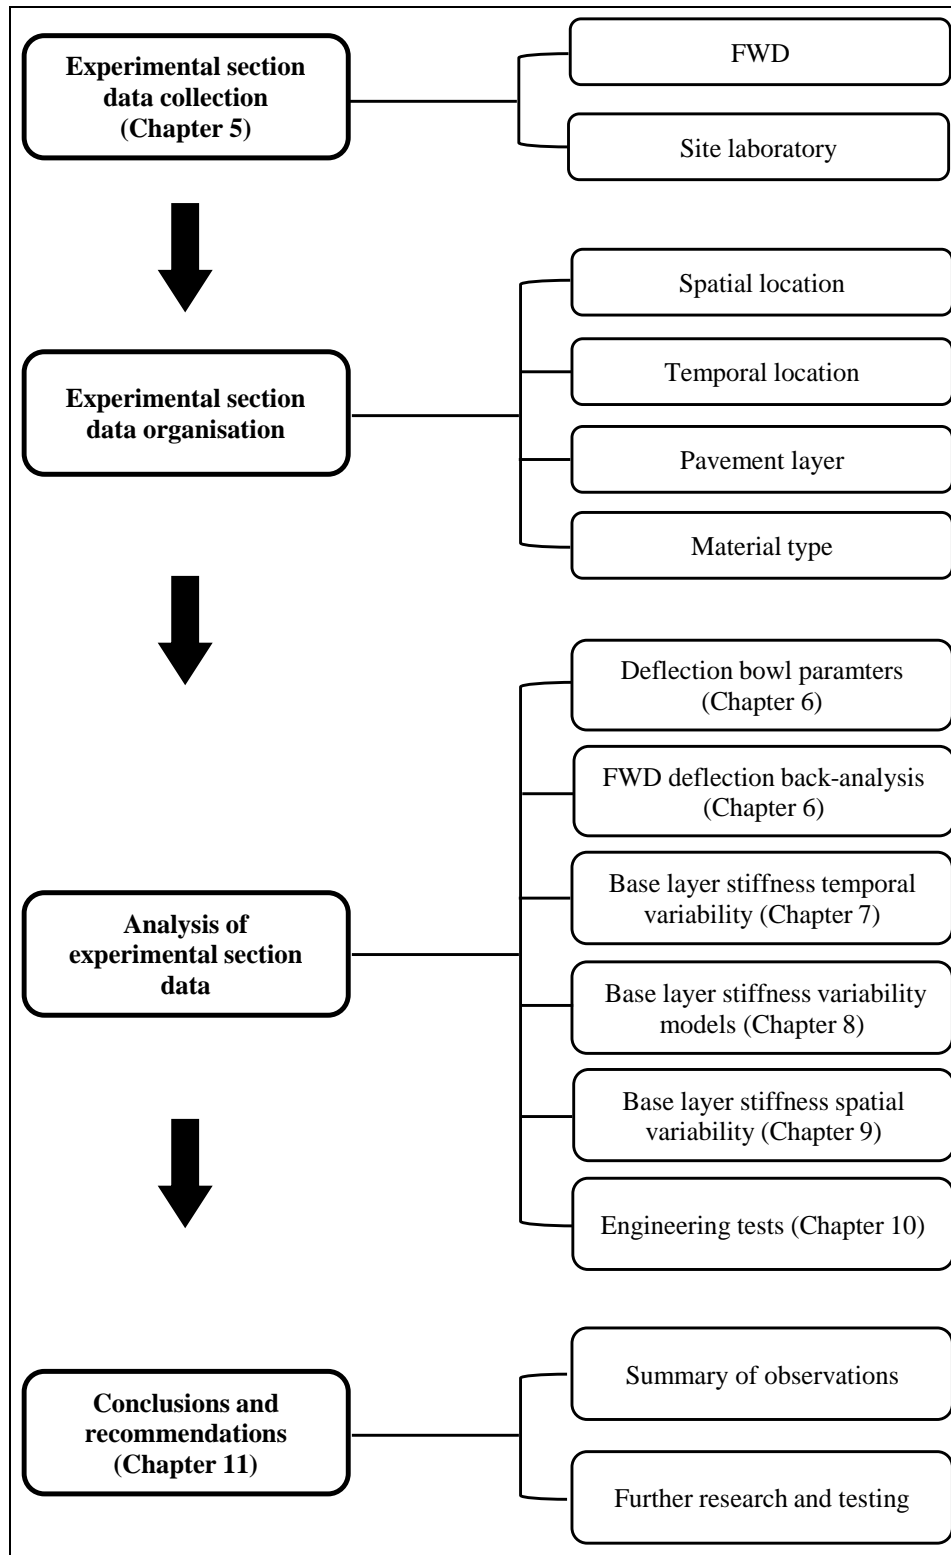 Experimental section
data collection
(Chapter 5)
FWD
Site laboratory
Experimental section
data organisation
Spatial location
Temporal location
Pavement layer
Material type
Analysis of
experimental section
data
Deflection bowl paramters
(Chapter 6)
FWD deflection back-analysis
(Chapter 6)
Base layer stiffness temporal
variability (Chapter 7)
Base layer stiffness variability
models (Chapter 8)
Base layer stiffness spatial
variability (Chapter 9)
Engineering tests (Chapter 10)
Conclusions and
recommendations
(Chapter 11)
Summary of observations
Further research and testing